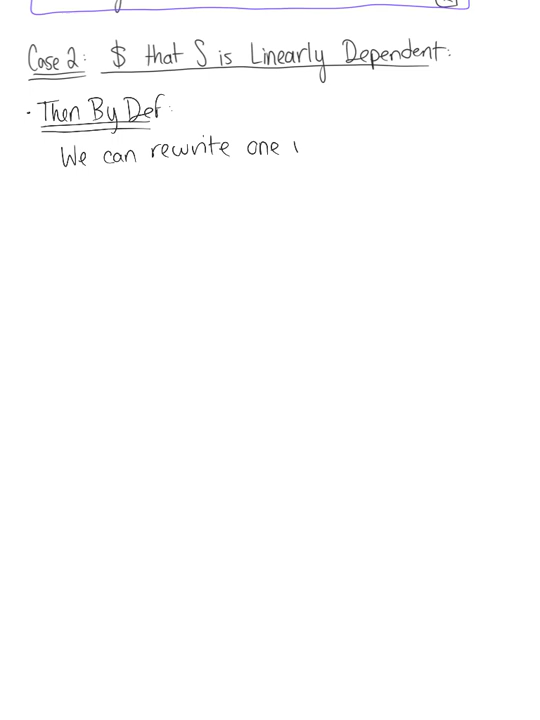 Case 2: $ that S is Linearly Dependent:
· Then By Def:
We can rewrite one